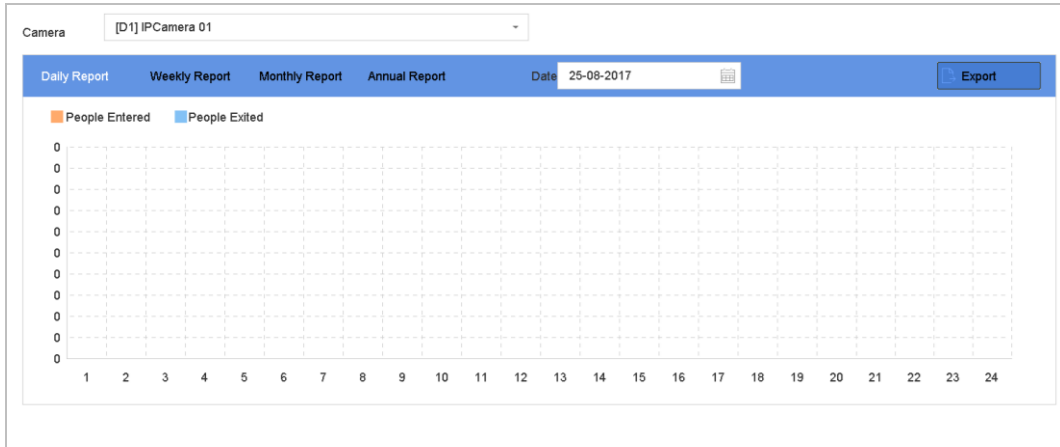 Camera [D1] IPCamera 01
Daily Report Weekly Report Monthly Report Annual Report Date 25-08-2017 Export
People Entered People Exited
0
0
0
0
0
0
0
0
0
0
0
1 2 3 4 5 6 7 8 9 10 11 12 13 14 15 16 17 18 19 20 21 22 23 24